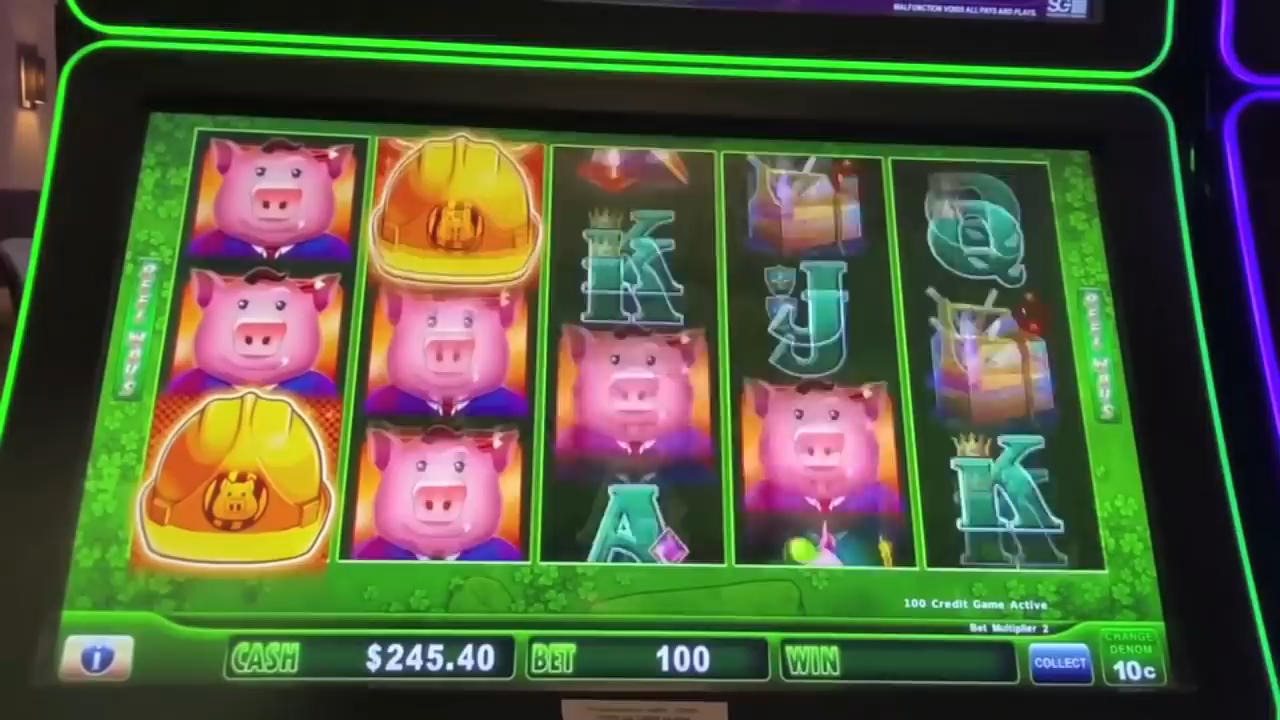 MALFUNCTION VOIDS ALL PAYS AND PLAYS.
SG
K
Q
J
A
K
100 Credit Game Active
Bet Multiplier 2
CASH $245.40 BET 100 WIN
COLLECT
CHANGE
DENOM
10¢